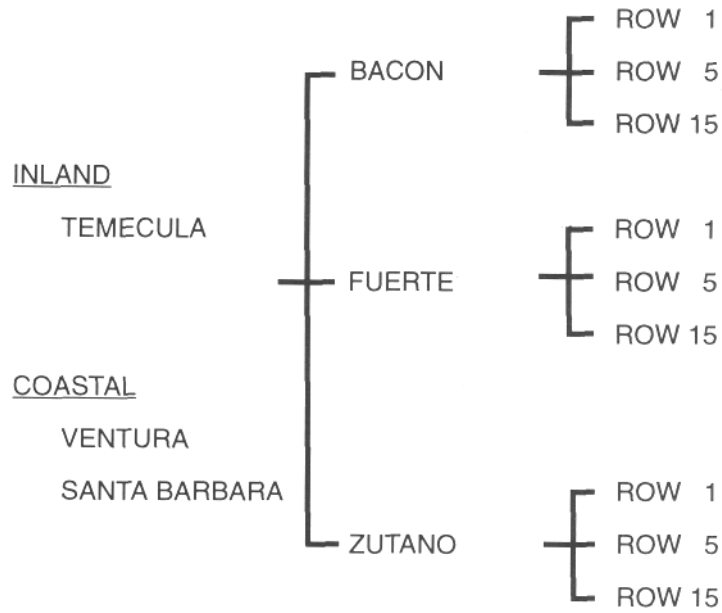 ROW 1
BACON ROW 5
ROW 15
INLAND
TEMECULA ROW 1
FUERTE ROW 5
ROW 15
COASTAL
VENTURA
SANTA BARBARA ROW 1
ZUTANO ROW 5
ROW 15